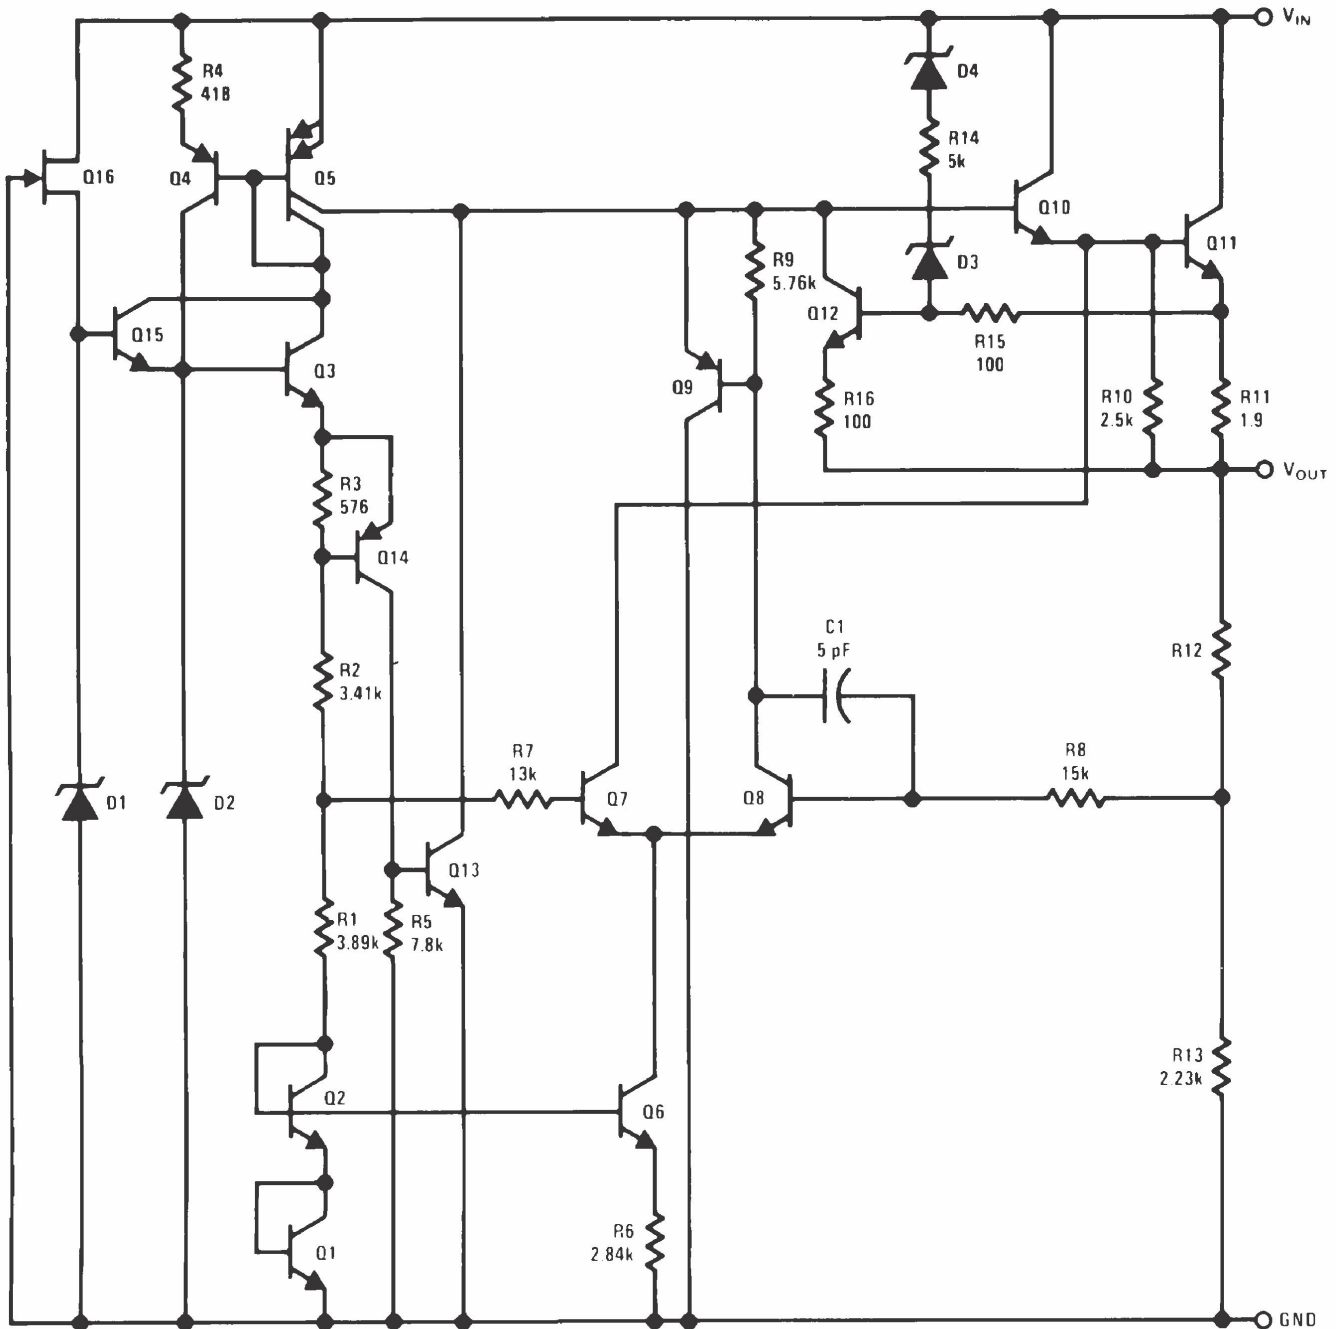 VIN
R4
418
D4
R14
5k
Q16
Q4
Q5
Q10
Q11
R9
5.76k
D3
Q12
R15
100
Q15
Q3
Q9
R16
100
R10
2.5k
R11
1.9
VOUT
R3
576
Q14
C1
5 pF
R12
R2
3.41k
R7
13k
R8
15k
D1
D2
Q7
Q8
Q13
R1
3.89k
R5
7.8k
R13
2.23k
Q2
Q6
R6
2.84k
Q1
GND